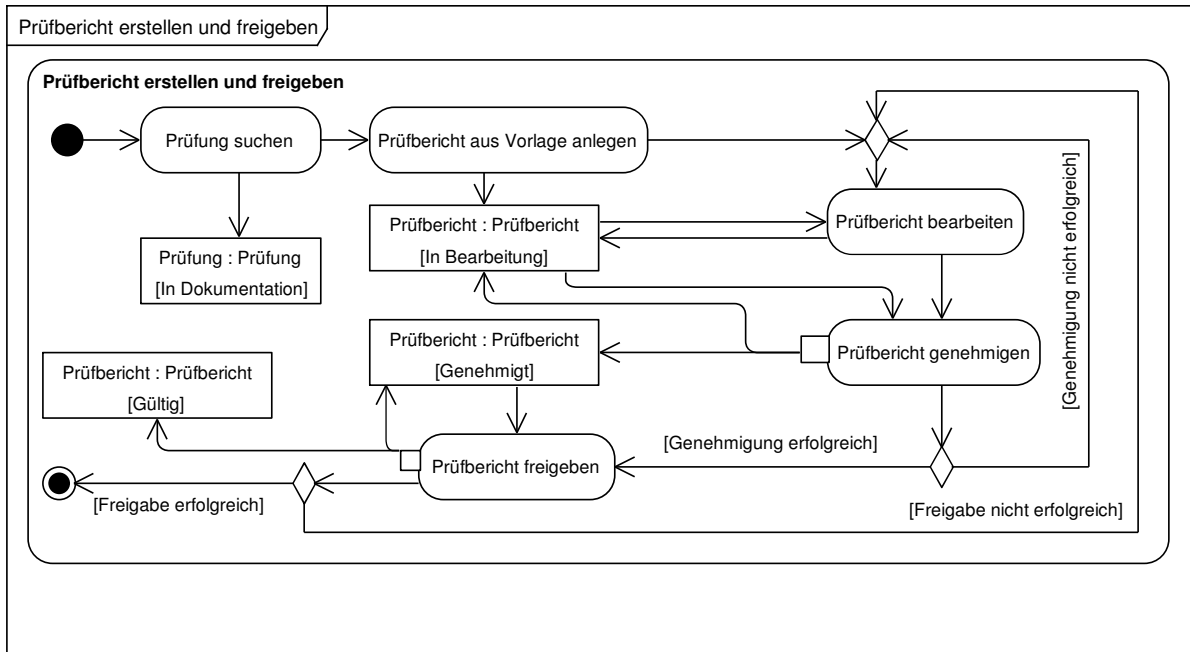 Prüfbericht erstellen und freigeben
Prüfbericht erstellen und freigeben
Prüfung suchen
Prüfbericht aus Vorlage anlegen
Prüfbericht : Prüfbericht
[In Bearbeitung]
Prüfbericht bearbeiten
Prüfung : Prüfung
[In Dokumentation]
[Genehmigung nicht erfolgreich]
Prüfbericht : Prüfbericht
[Genehmigt]
Prüfbericht genehmigen
Prüfbericht : Prüfbericht
[Gültig]
[Genehmigung erfolgreich]
Prüfbericht freigeben
[Freigabe erfolgreich]
[Freigabe nicht erfolgreich]